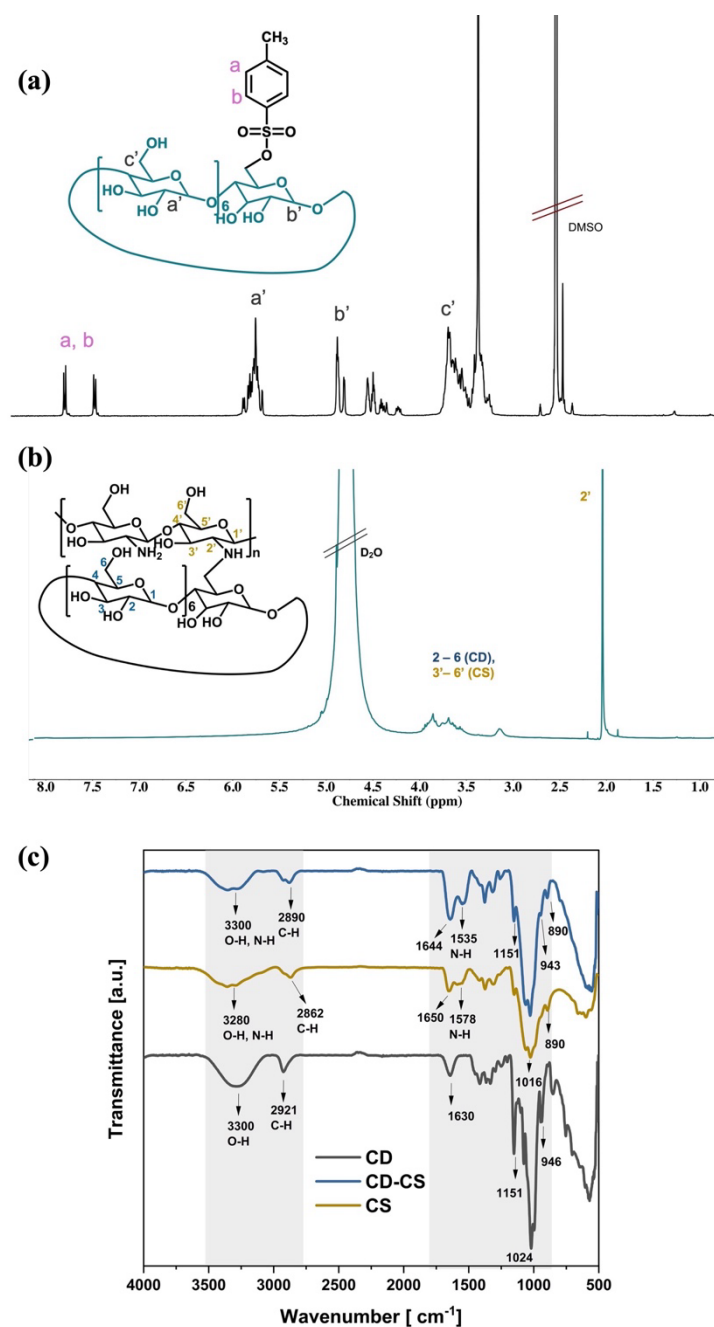 (a)
CH3
a
b
O=S=O
O
OH
c'
O
HO
HO
a'
O
6
O
HO
HO
b'
O
DMSO
a, b
a'
b'
c'
(b)
OH
6'
OH
O
HO
NH2
O
4'
5'
O
1'
HO
3'
2'
NH
n
OH
6
4
5
O
HO
3
2
1
HO
O
6
O
HO
HO
O
D2O
2'
2 – 6 (CD),
3'– 6' (CS)
8.0 7.5 7.0 6.5 6.0 5.5 5.0 4.5 4.0 3.5 3.0 2.5 2.0 1.5 1.0
Chemical Shift (ppm)
(c)
Transmittance [a.u.]
3300
O-H, N-H
2890
C-H
1644
1535
N-H
1151
943
890
3280
O-H, N-H
2862
C-H
1650
1578
N-H
1016
890
3300
O-H
2921
C-H
1630
1151
1024
946
CD
CD-CS
CS
4000 3500 3000 2500 2000 1500 1000 500
Wavenumber [ cm-1]